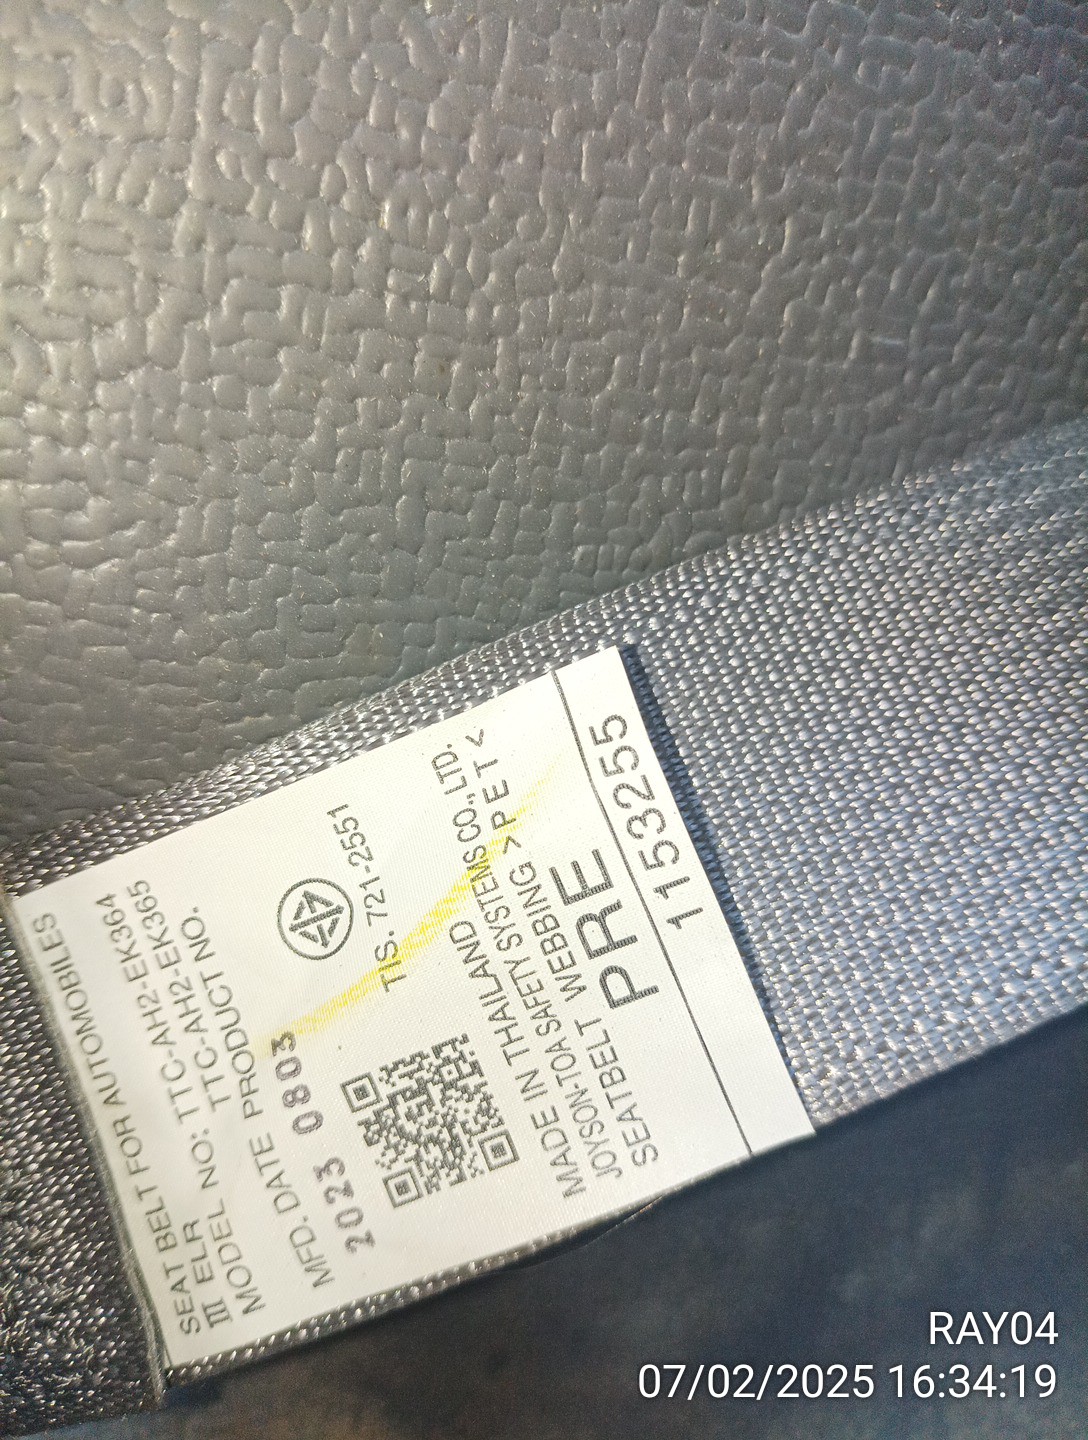 SEAT BELT FOR AUTOMOBILES
III ELR
MODEL NO: TTC-AH2-EK364
TTC-AH2-EK365
MFD. DATE PRODUCT NO.
2023 0803
TIS. 721-2551
MADE IN THAILAND
JOYSON-TOA SAFETY SYSTEMS CO., LTD.
SEATBELT WEBBING >PET<
PRE
1153255
RAY04
07/02/2025 16:34:19